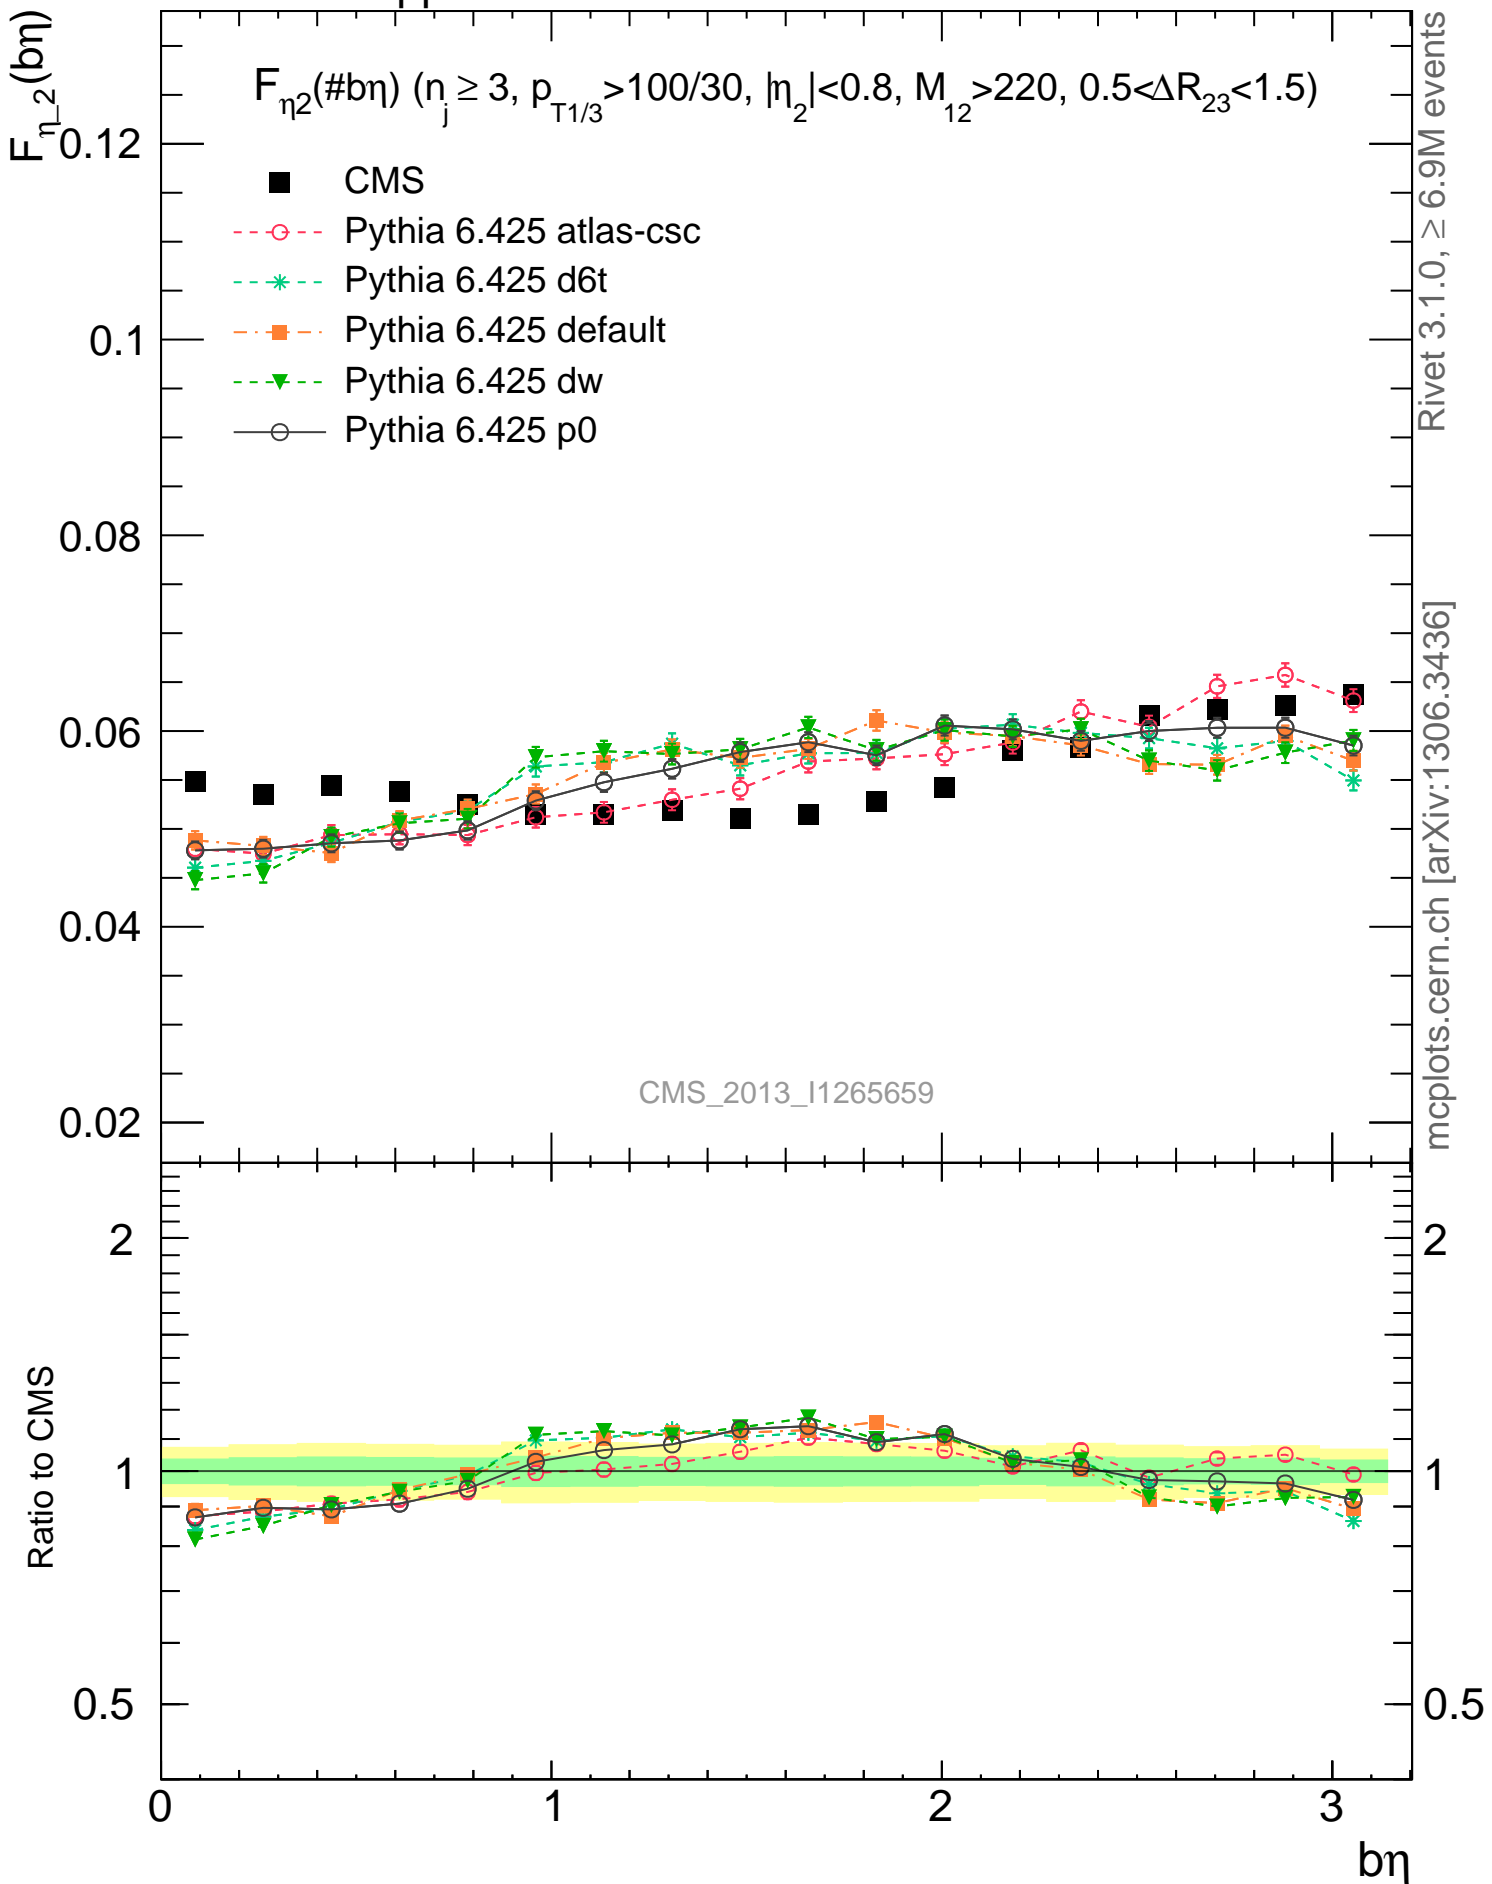 F_η_2(bη)
F_η2(#bη) (n_j ≥ 3, p_T1/3>100/30, |η_2|<0.8, M_12>220, 0.5<ΔR_23<1.5)
CMS
Pythia 6.425 atlas-csc
Pythia 6.425 d6t
Pythia 6.425 default
Pythia 6.425 dw
Pythia 6.425 p0
0.12
0.1
0.08
0.06
0.04
0.02
CMS_2013_I1265659
Rivet 3.1.0, ≥ 6.9M events
mcplots.cern.ch [arXiv:1306.3436]
Ratio to CMS
2
1
0.5
2
1
0.5
0 1 2 3
bη